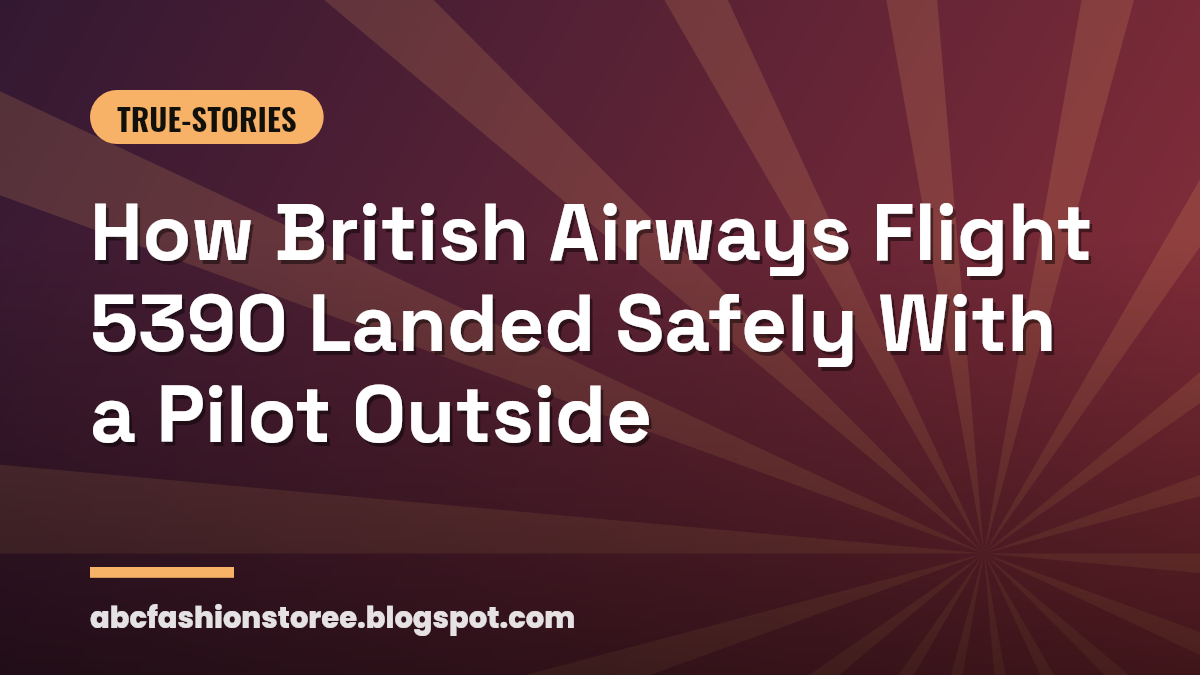 TRUE-STORIES
How British Airways Flight
5390 Landed Safely With
a Pilot Outside
abcfashionstoree.blogspot.com